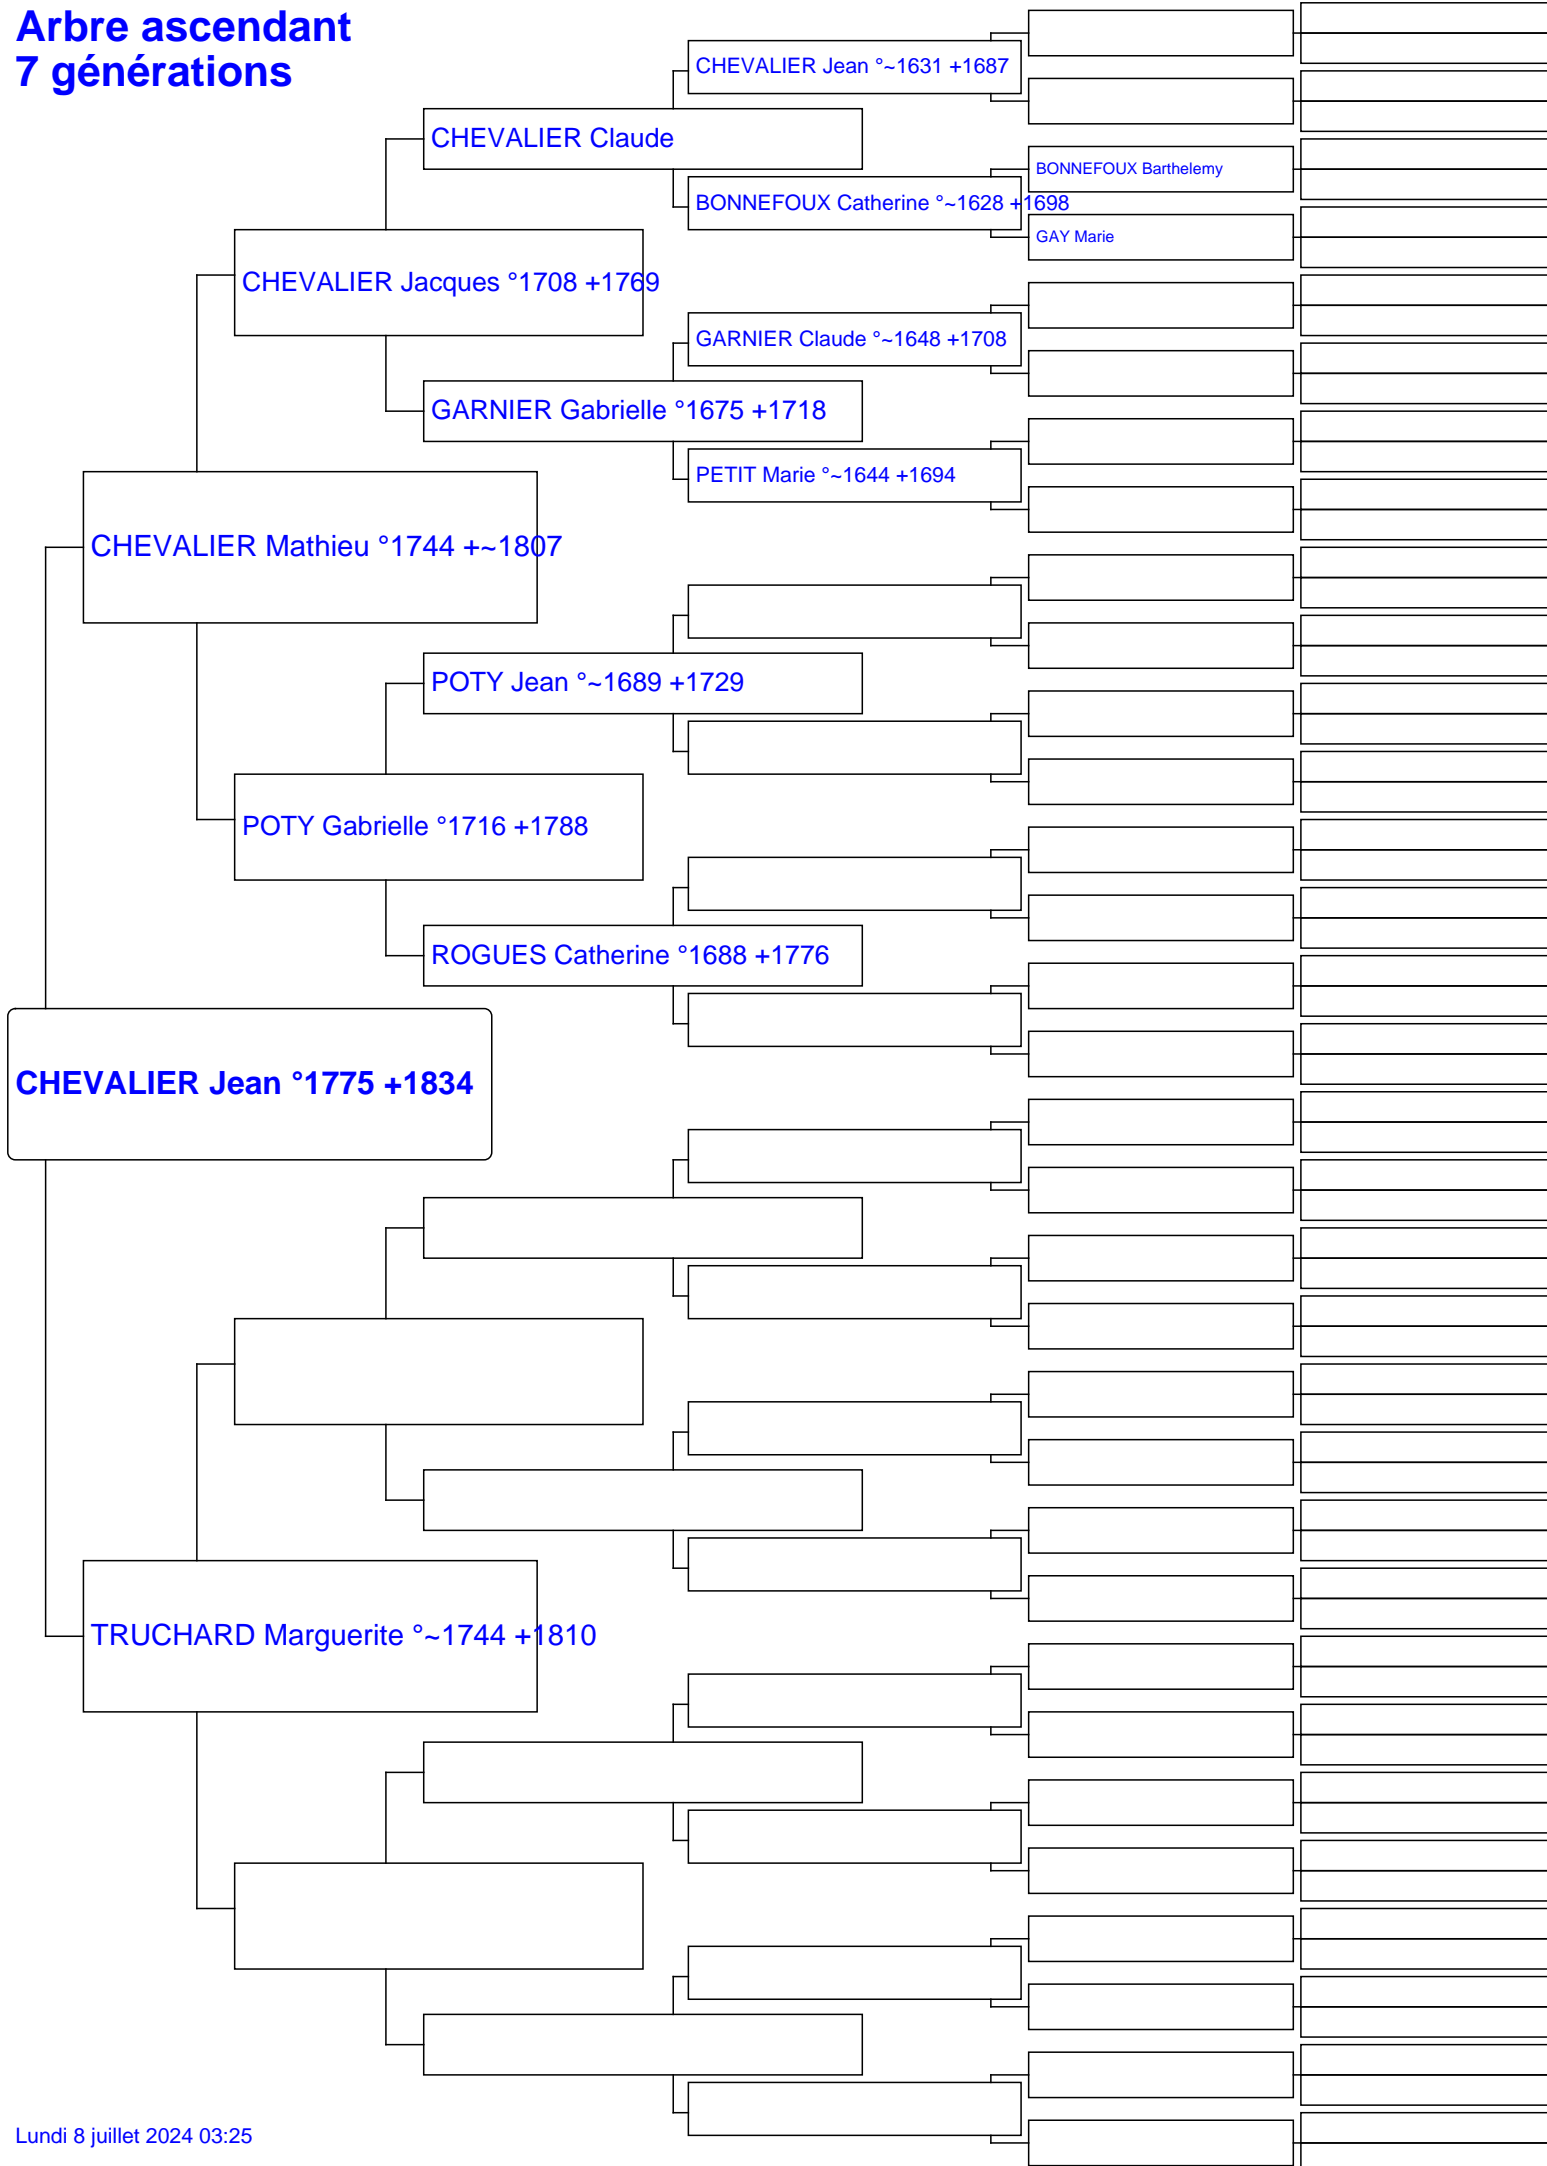 Arbre ascendant
7 générations
CHEVALIER Jean °~1631 +1687
CHEVALIER Claude
BONNEFOUX Barthelemy
BONNEFOUX Catherine °~1628 +1698
GAY Marie
CHEVALIER Jacques °1708 +1769
GARNIER Claude °~1648 +1708
GARNIER Gabrielle °1675 +1718
PETIT Marie °~1644 +1694
CHEVALIER Mathieu °1744 +~1807
POTY Jean °~1689 +1729
POTY Gabrielle °1716 +1788
ROGUES Catherine °1688 +1776
CHEVALIER Jean °1775 +1834
TRUCHARD Marguerite °~1744 +1810
Lundi 8 juillet 2024 03:25